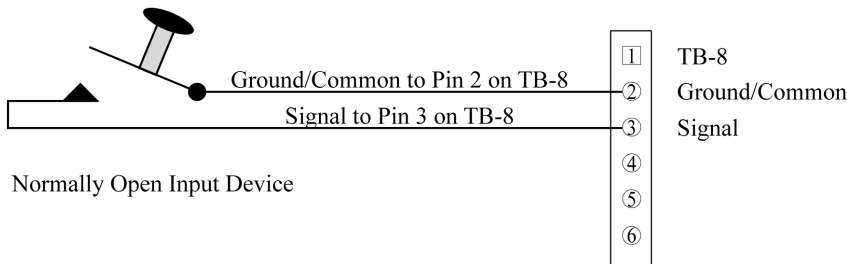 1 TB-8
Ground/Common to Pin 2 on TB-8 2 Ground/Common
Signal to Pin 3 on TB-8 3 Signal
4
Normally Open Input Device
5
6